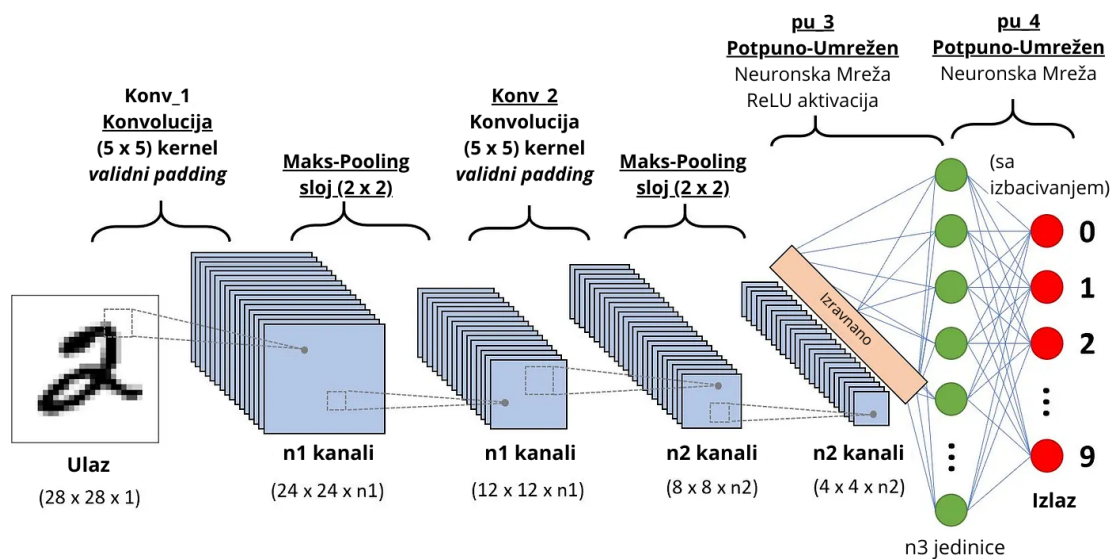 pu_3
Potpuno-Umrežen
Neuronska Mreža
ReLU aktivacija
pu_4
Potpuno-Umrežen
Neuronska Mreža
Konv_1
Konvolucija
(5 x 5) kernel
validni padding
Maks-Pooling
sloj (2 x 2)
Konv_2
Konvolucija
(5 x 5) kernel
validni padding
Maks-Pooling
sloj (2 x 2)
(sa
izbacivanjem)
Izravnano
0
1
2
9
Ulaz
(28 x 28 x 1)
n1 kanali
(24 x 24 x n1)
n1 kanali
(12 x 12 x n1)
n2 kanali
(8 x 8 x n2)
n2 kanali
(4 x 4 x n2)
Izlaz
n3 jedinice